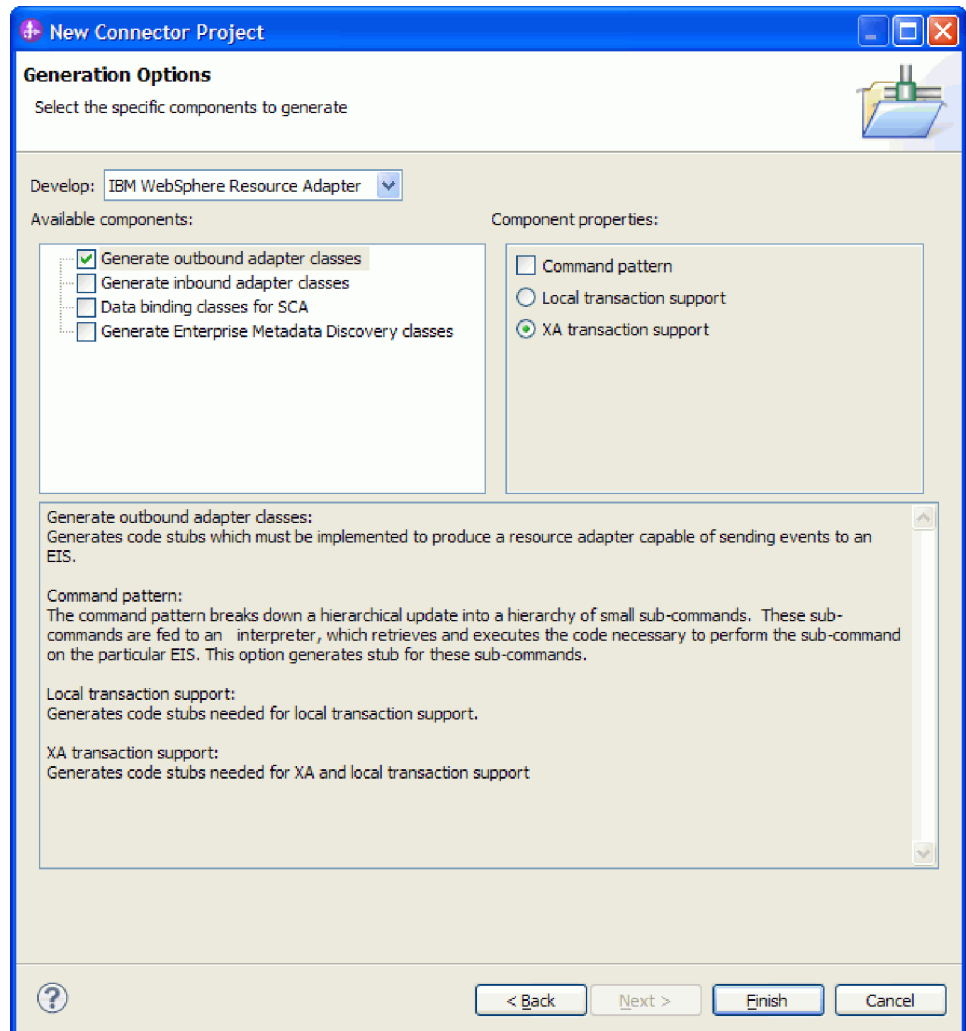 New Connector Project
Generation Options
Select the specific components to generate
Develop: IBM WebSphere Resource Adapter
Available components:
Generate outbound adapter classes
Generate inbound adapter classes
Data binding classes for SCA
Generate Enterprise Metadata Discovery classes
Component properties:
Command pattern
Local transaction support
XA transaction support
Generate outbound adapter classes:
Generates code stubs which must be implemented to produce a resource adapter capable of sending events to an
EIS.
Command pattern:
The command pattern breaks down a hierarchical update into a hierarchy of small sub-commands. These sub-
commands are fed to an interpreter, which retrieves and executes the code necessary to perform the sub-command
on the particular EIS. This option generates stub for these sub-commands.
Local transaction support:
Generates code stubs needed for local transaction support.
XA transaction support:
Generates code stubs needed for XA and local transaction support
? < Back Next > Finish Cancel